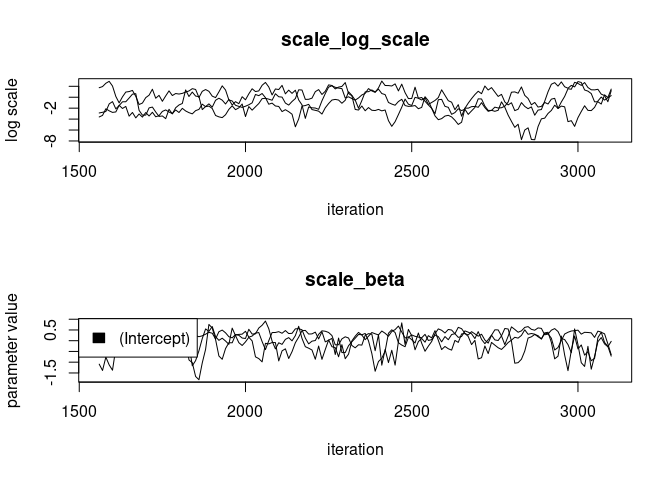 scale_log_scale
log scale
-2
-8
1500 2000 2500 3000
iteration
scale_beta
parameter value
0.5
-1.5
(Intercept)
1500 2000 2500 3000
iteration